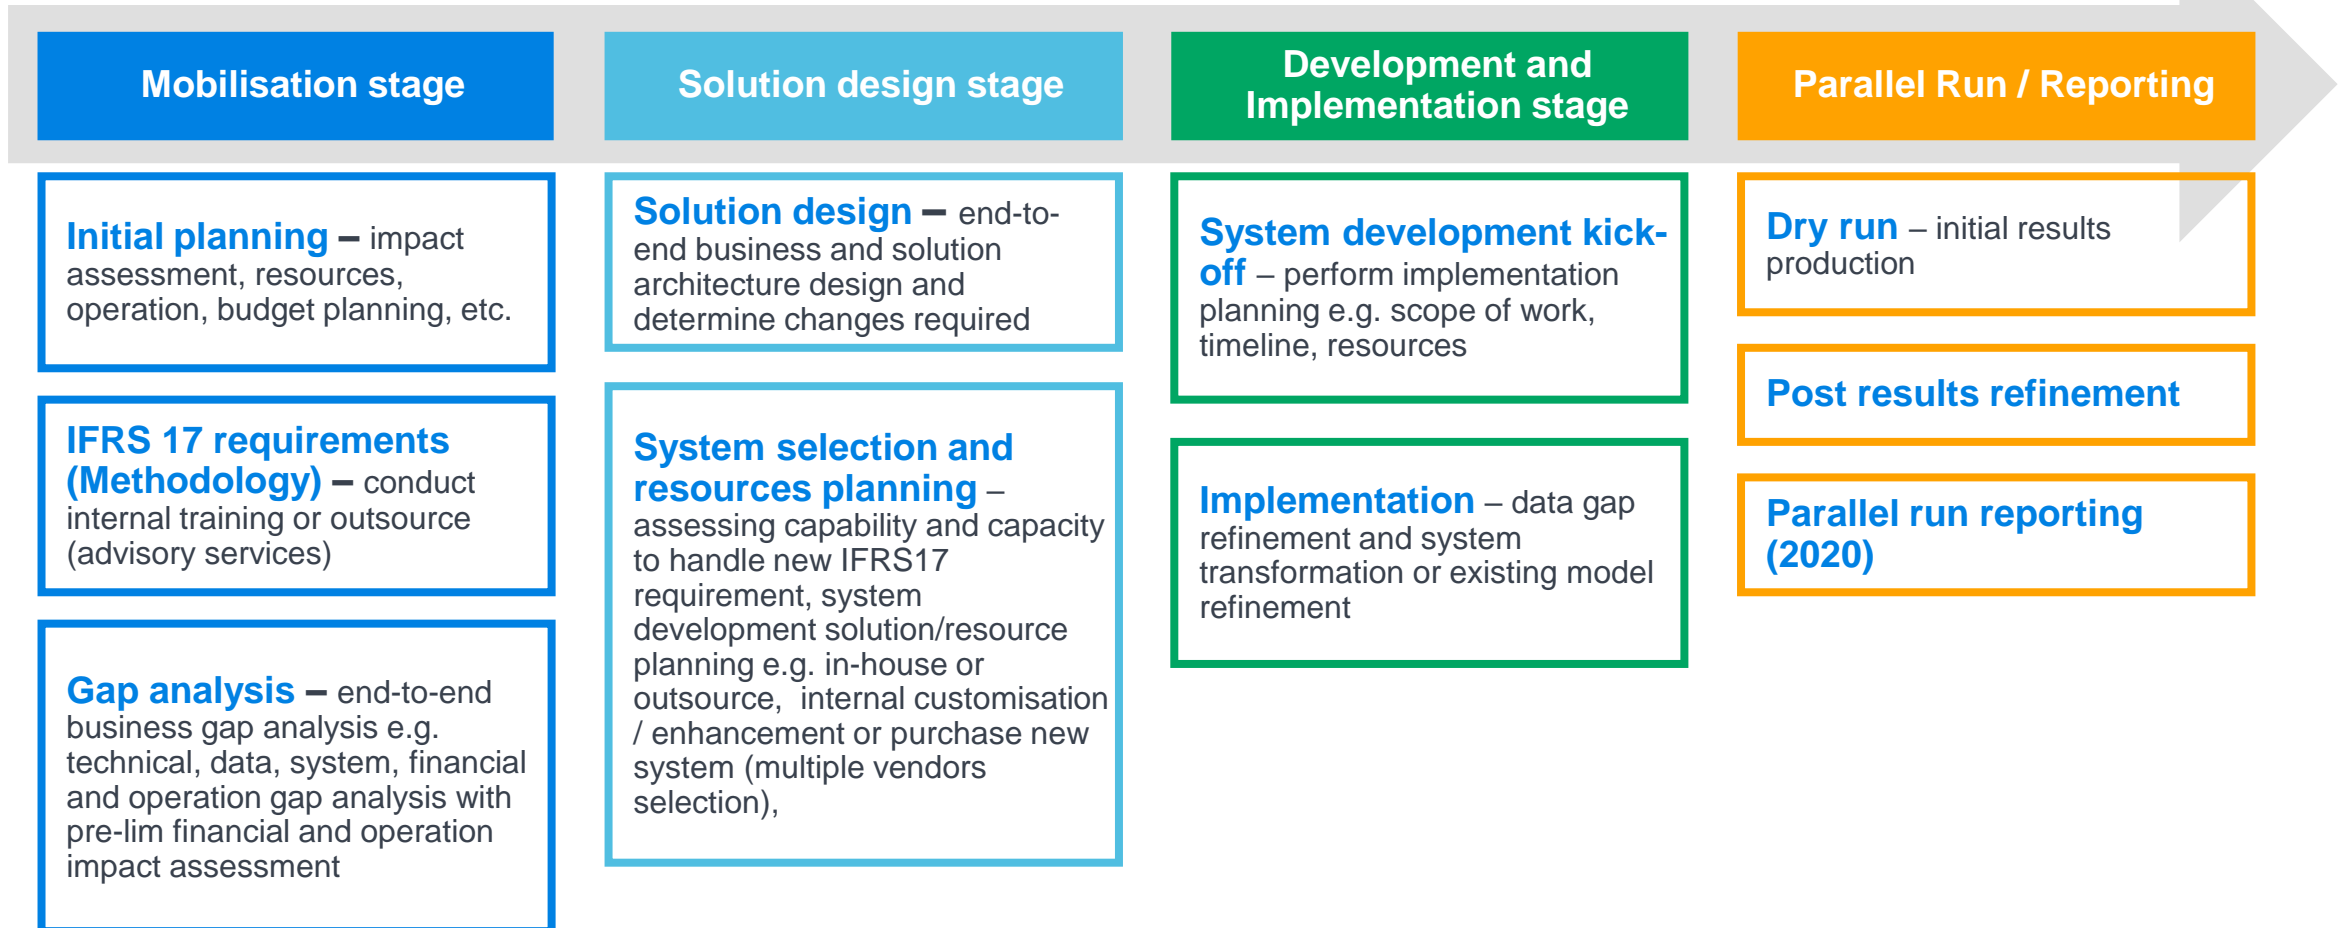 Mobilisation stage
Solution design stage
Development and
Implementation stage
Parallel Run / Reporting
Initial planning – impact
assessment, resources,
operation, budget planning, etc.
IFRS 17 requirements
(Methodology) – conduct
internal training or outsource
(advisory services)
Gap analysis – end-to-end
business gap analysis e.g.
technical, data, system, financial
and operation gap analysis with
pre-lim financial and operation
impact assessment
Solution design – end-to-
end business and solution
architecture design and
determine changes required
System selection and
resources planning –
assessing capability and capacity
to handle new IFRS17
requirement, system
development solution/resource
planning e.g. in-house or
outsource,  internal customisation
/ enhancement or purchase new
system (multiple vendors
selection),
System development kick-
off – perform implementation
planning e.g. scope of work,
timeline, resources
Implementation – data gap
refinement and system
transformation or existing model
refinement
Dry run – initial results
production
Post results refinement
Parallel run reporting
(2020)